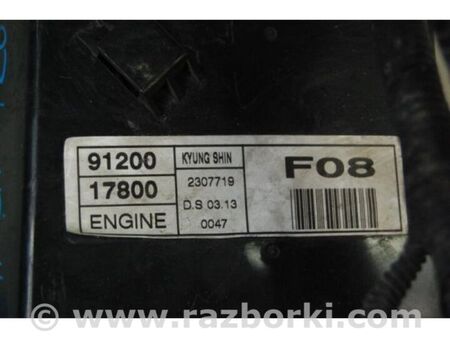 91200
17800
ENGINE
KYUNG SHIN
2307719
D.S 03.13
0047
F08
www.razborki.com